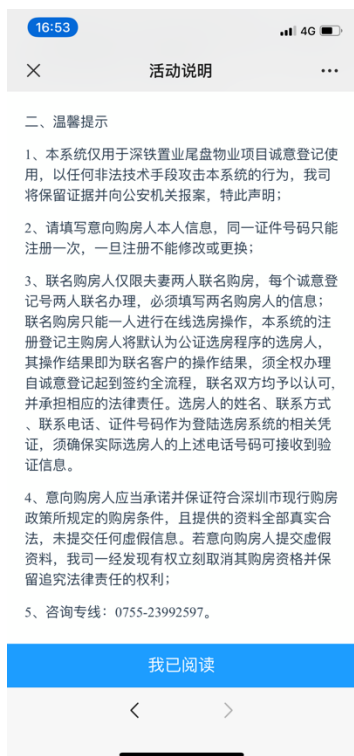 16:53
4G
活动说明
二、温馨提示
1、本系统仅用于深铁置业尾盘物业项目诚意登记使
用，以任何非法技术手段攻击本系统的行为，我司
将保留证据并向公安机关报案，特此声明；
2、请填写意向购房人本人信息，同一证件号码只能
注册一次，一旦注册不能修改或更换；
3、联名购房人仅限夫妻两人联名购房，每个诚意登
记号两人联名办理，必须填写两名购房人的信息；
联名购房只能一人进行在线选房操作，本系统的注
册登记主购房人将默认为公证选房程序的选房人，
其操作结果即为联名客户的操作结果，须全权办理
自诚意登记起到签约全流程，联名双方均予以认可，
并承担相应的法律责任。选房人的姓名、联系方式
、联系电话、证件号码作为登陆选房系统的相关凭
证，须确保实际选房人的上述电话号码可接收到验
证信息。
4、意向购房人应当承诺并保证符合深圳市现行购房
政策所规定的购房条件，且提供的资料全部真实合
法，未提交任何虚假信息。若意向购房人提交虚假
资料，我司一经发现有权立刻取消其购房资格并保
留追究法律责任的权利；
5、咨询专线：0755-23992597。
我已阅读